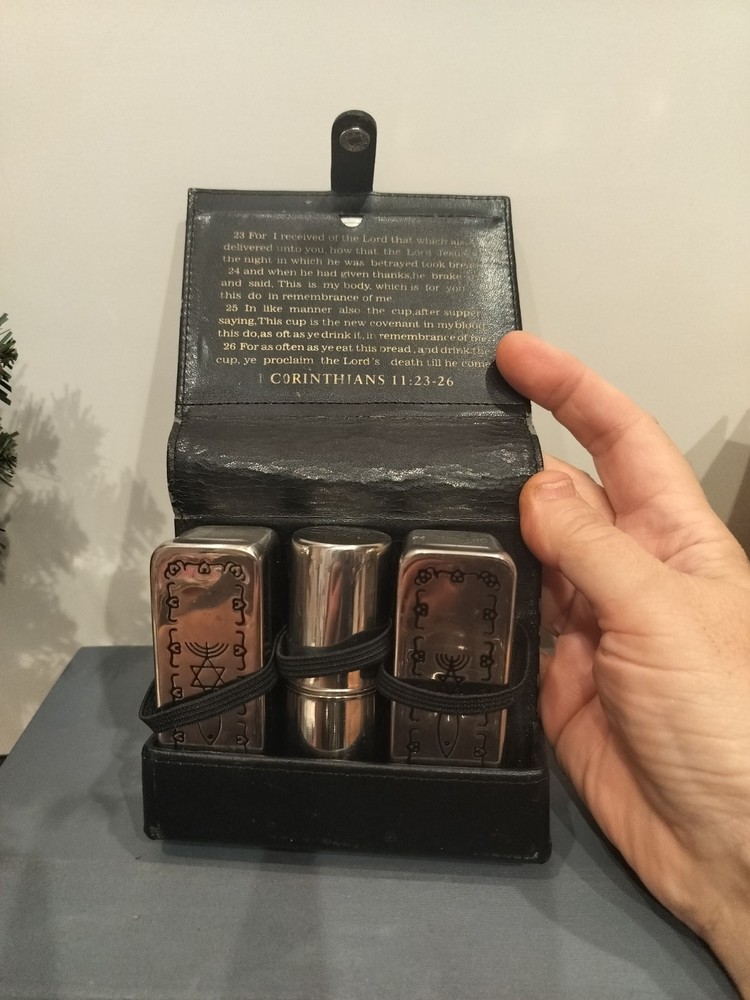 23 For I received of the Lord that which
delivered unto you, how that the Lord Jesus
the night in which he was betrayed took
24 and when he had given thanks,he brake
and said, This is my body, which is for you
this do in remembrance of me
25 In like manner also the cup,after supper
saying,This cup is the new covenant in my blood
this do,as oft as ye drink it, in remembrance of me
26 For as often as ye eat this bread , and drink the
cup, ye proclaim the Lord's death till he come
1 CORINTHIANS 11:23-26